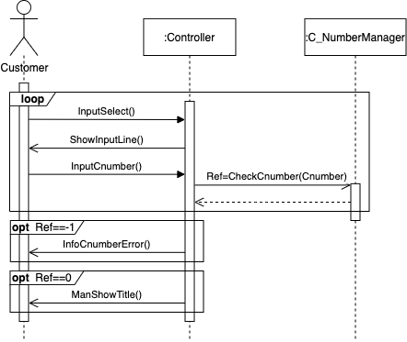 :Controller
:C_NumberManager
Customer
loop
InputSelect()
ShowInputLine()
InputCnumber()
Ref=CheckCnumber(Cnumber)
opt Ref==-1
InfoCnumberError()
opt Ref==0
ManShowTitle()